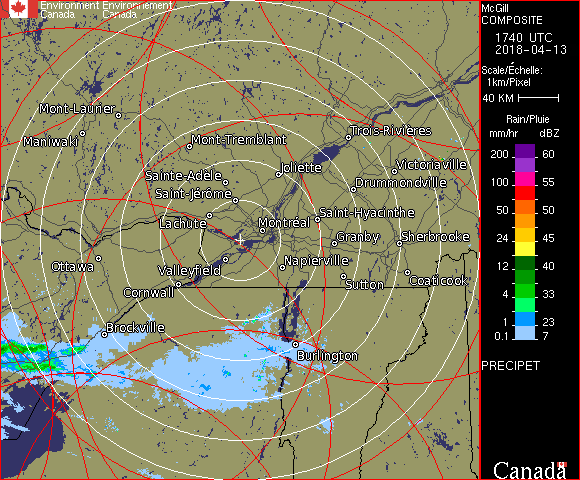 Environment Environnement
Canada Canada
McGill
COMPOSITE
1740 UTC
2018-04-13
Scale/Échelle:
1km/Pixel
40 KM
Rain/Pluie
mm/hr dBZ
200 60
100 55
50 50
24 45
12 40
4 33
1 23
0.1 7
PRECIPET
Canada
Mont-Laurier
Maniwaki
Mont-Tremblant
Trois-Rivières
Sainte-Adèle
Joliette
Victoriaville
Saint-Jérôme
Drummondville
Lachute
Montréal
Saint-Hyacinthe
Granby
Sherbrooke
Ottawa
Valleyfield
Napierville
Cornwall
Sutton
Coaticook
Brockville
Burlington